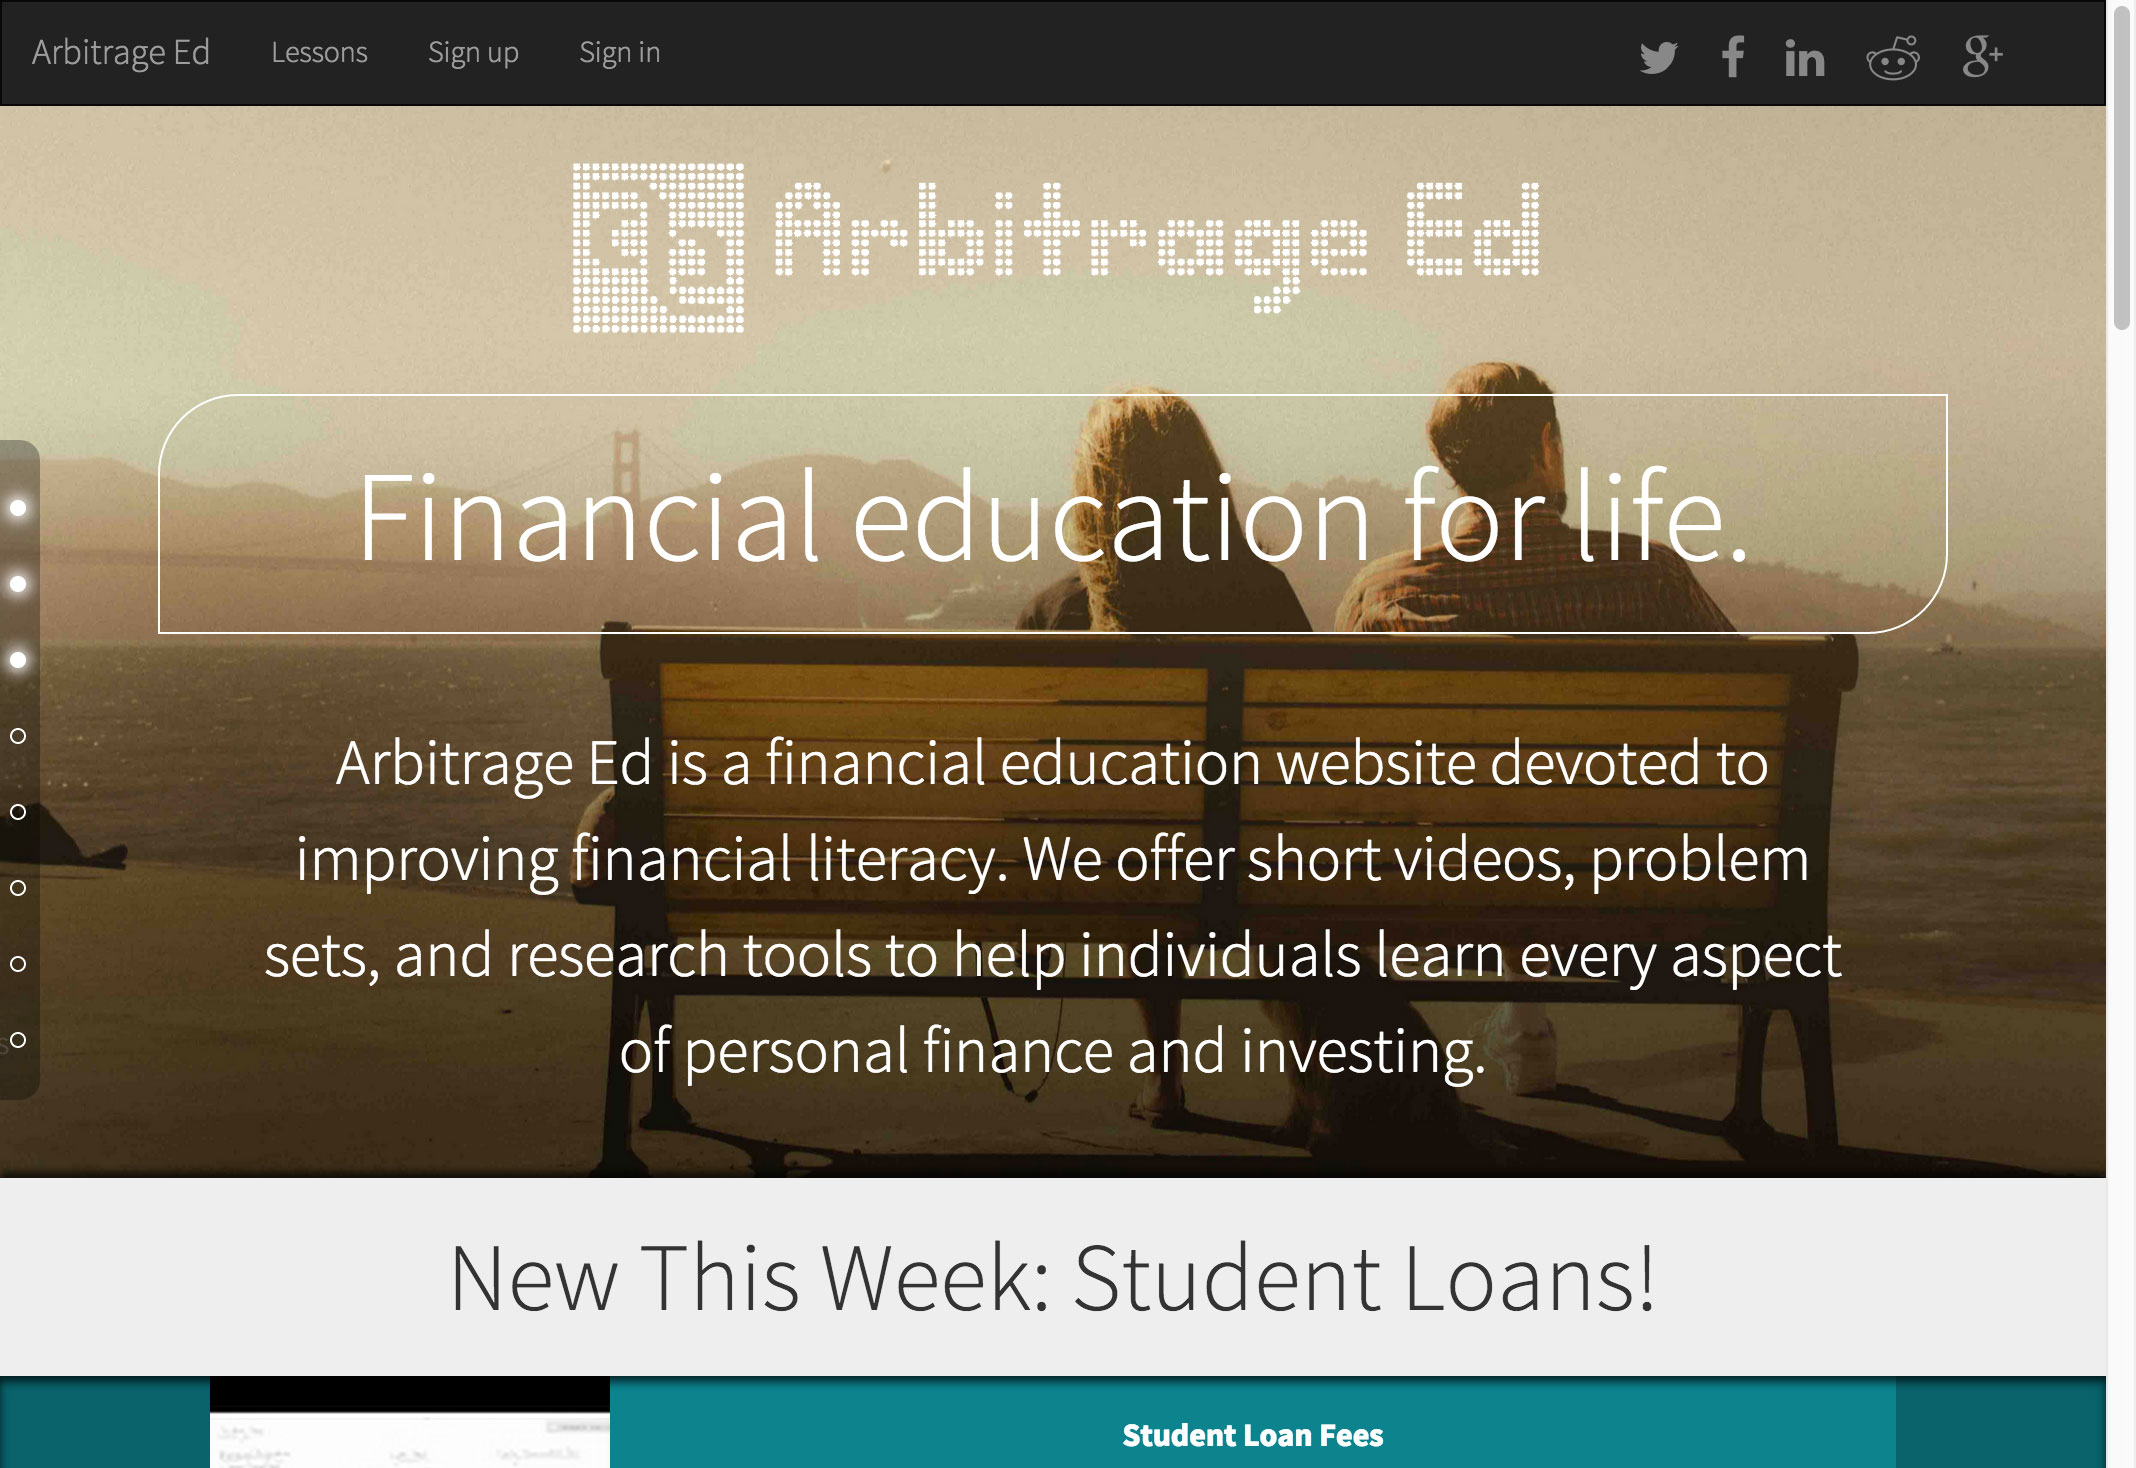 Arbitrage Ed Lessons Sign up Sign in
Arbitrage Ed
Financial education for life.
Arbitrage Ed is a financial education website devoted to
improving financial literacy. We offer short videos, problem
sets, and research tools to help individuals learn every aspect
of personal finance and investing.
New This Week: Student Loans!
Student Loan Fees